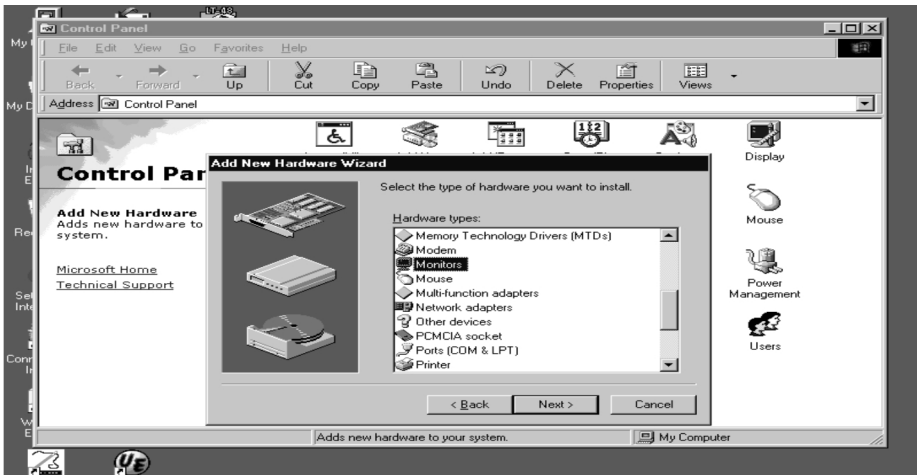 Control Panel
File Edit View Go Favorites Help
Back Forward Up Cut Copy Paste Undo Delete Properties Views
Address Control Panel
My
Display
Control Par
Add New Hardware Wizard
Select the type of hardware you want to install.
Add New Hardware
Adds new hardware to
system.
Microsoft Home
Technical Support
Hardware types:
Memory Technology Drivers (MTDs)
Modem
Monitors
Mouse
Multi-function adapters
Network adapters
Other devices
PCMCIA socket
Ports (COM & LPT)
Printer
Mouse
Power
Management
Users
< Back Next > Cancel
Adds new hardware to your system. My Computer